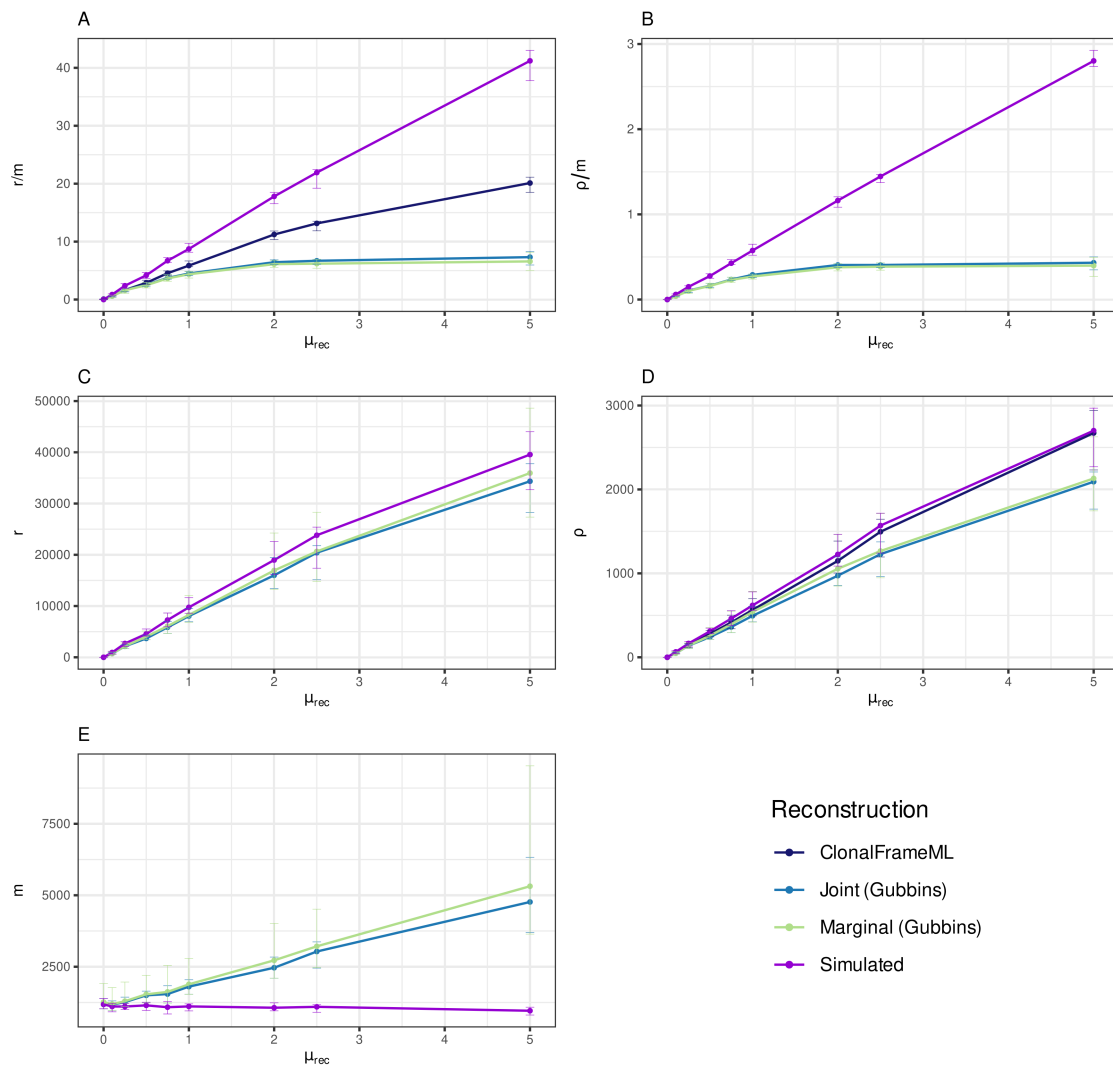 A
r/m
40
30
20
10
0
0 1 2 3 4 5
μrec
B
ρ/m
3
2
1
0
0 1 2 3 4 5
μrec
C
r
50000
40000
30000
20000
10000
0
0 1 2 3 4 5
μrec
D
ρ
3000
2000
1000
0
0 1 2 3 4 5
μrec
E
m
7500
5000
2500
0 1 2 3 4 5
μrec
Reconstruction
ClonalFrameML
Joint (Gubbins)
Marginal (Gubbins)
Simulated